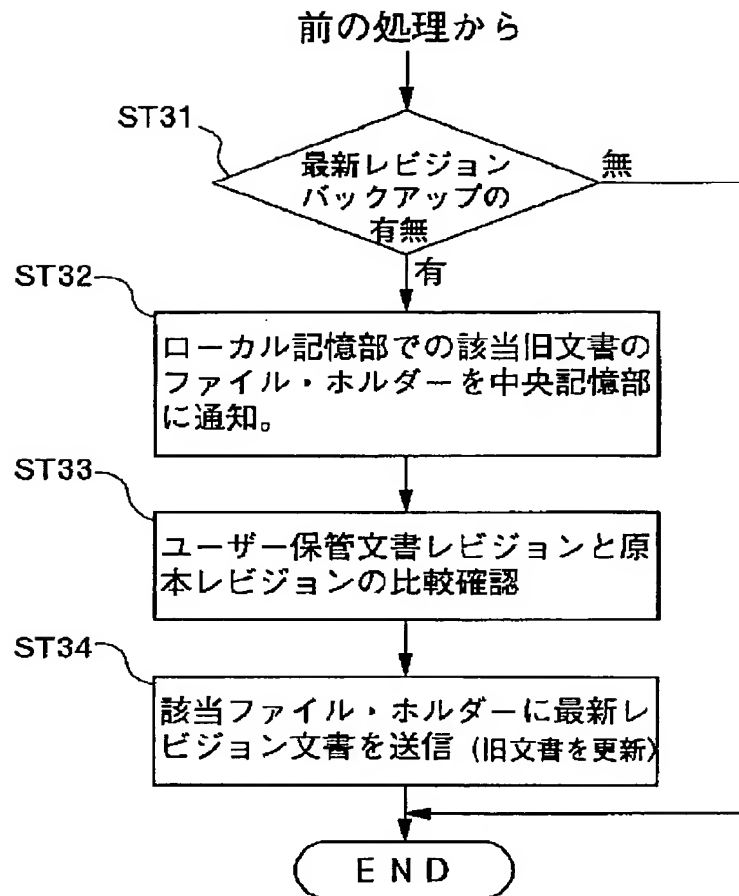 前の処理から
ST31
最新レビジョン
バックアップの
有無
無
有
ST32
ローカル記憶部での該当旧文書の
ファイル・ホルダーを中央記憶部
に通知。
ST33
ユーザー保管文書レビジョンと原
本レビジョンの比較確認
ST34
該当ファイル・ホルダーに最新レ
ビジョン文書を送信 (旧文書を更新)
END